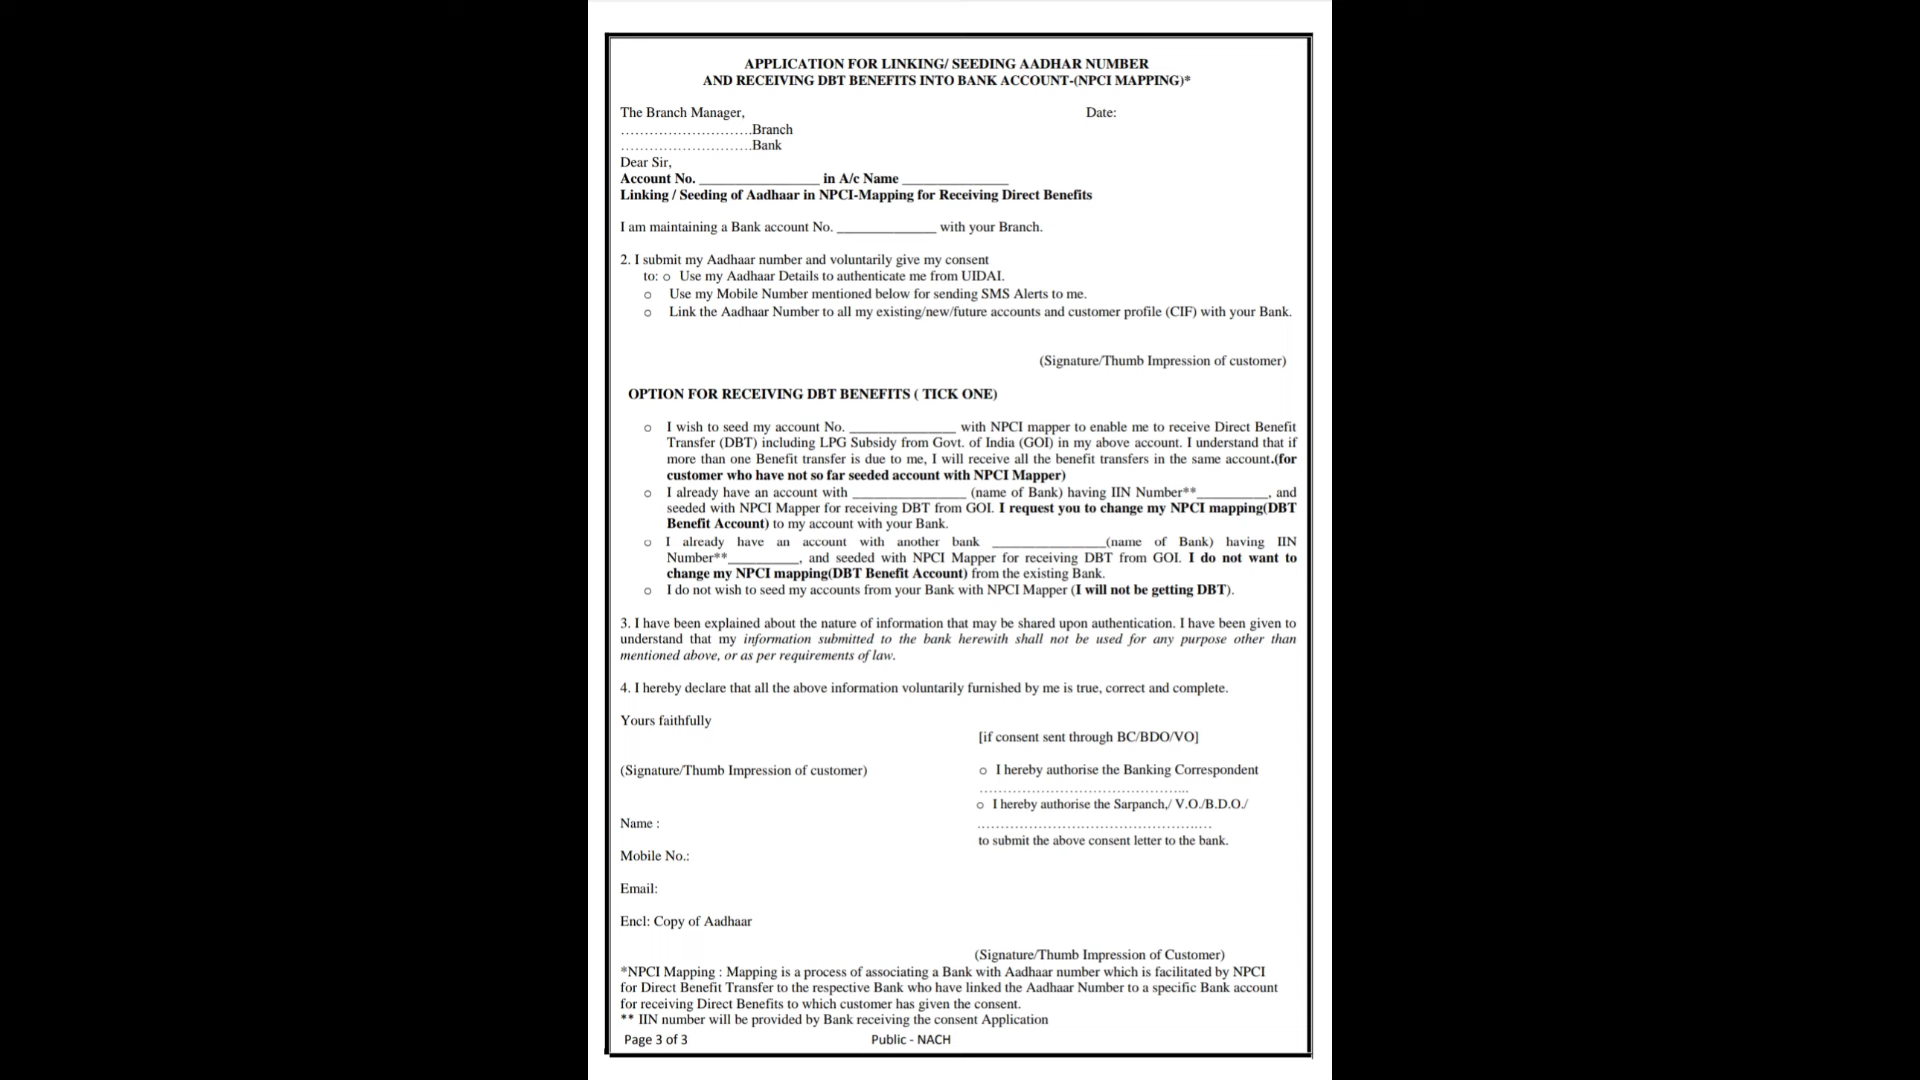 APPLICATION FOR LINKING/ SEEDING AADHAR NUMBER
AND RECEIVING DBT BENEFITS INTO BANK ACCOUNT-(NPCI MAPPING)*
The Branch Manager, Date:
……………………….Branch
……………………….Bank
Dear Sir,
Account No. _________________ in A/c Name _______________
Linking / Seeding of Aadhaar in NPCI-Mapping for Receiving Direct Benefits
I am maintaining a Bank account No. ______________ with your Branch.
2. I submit my Aadhaar number and voluntarily give my consent
to: o Use my Aadhaar Details to authenticate me from UIDAI.
o Use my Mobile Number mentioned below for sending SMS Alerts to me.
o Link the Aadhaar Number to all my existing/new/future accounts and customer profile (CIF) with your Bank.
(Signature/Thumb Impression of customer)
OPTION FOR RECEIVING DBT BENEFITS ( TICK ONE)
o I wish to seed my account No. _______________ with NPCI mapper to enable me to receive Direct Benefit
Transfer (DBT) including LPG Subsidy from Govt. of India (GOI) in my above account. I understand that if
more than one Benefit transfer is due to me, I will receive all the benefit transfers in the same account.(for
customer who have not so far seeded account with NPCI Mapper)
o I already have an account with ________________ (name of Bank) having IIN Number**__________, and
seeded with NPCI Mapper for receiving DBT from GOI. I request you to change my NPCI mapping(DBT
Benefit Account) to my account with your Bank.
o I already have an account with another bank ________________(name of Bank) having IIN
Number**__________, and seeded with NPCI Mapper for receiving DBT from GOI. I do not want to
change my NPCI mapping(DBT Benefit Account) from the existing Bank.
o I do not wish to seed my accounts from your Bank with NPCI Mapper (I will not be getting DBT).
3. I have been explained about the nature of information that may be shared upon authentication. I have been given to
understand that my information submitted to the bank herewith shall not be used for any purpose other than
mentioned above, or as per requirements of law.
4. I hereby declare that all the above information voluntarily furnished by me is true, correct and complete.
Yours faithfully
[if consent sent through BC/BDO/VO]
(Signature/Thumb Impression of customer) o I hereby authorise the Banking Correspondent
……………………………………...
o I hereby authorise the Sarpanch,/ V.O./B.D.O./
Name : …………………………………………
to submit the above consent letter to the bank.
Mobile No.:
Email:
Encl: Copy of Aadhaar
(Signature/Thumb Impression of Customer)
*NPCI Mapping : Mapping is a process of associating a Bank with Aadhaar number which is facilitated by NPCI
for Direct Benefit Transfer to the respective Bank who have linked the Aadhaar Number to a specific Bank account
for receiving Direct Benefits to which customer has given the consent.
** IIN number will be provided by Bank receiving the consent Application
Page 3 of 3 Public - NACH